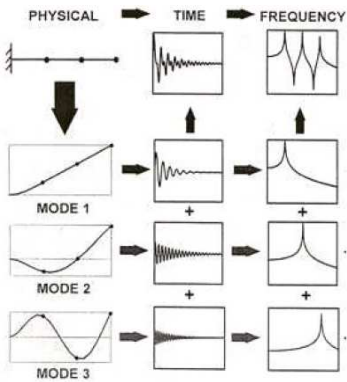 PHYSICAL TIME FREQUENCY
MODE 1
+ +
MODE 2
+ +
MODE 3